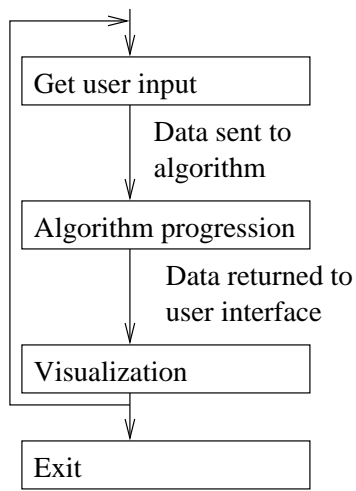 Get user input
Data sent to
algorithm
Algorithm progression
Data returned to
user interface
Visualization
Exit